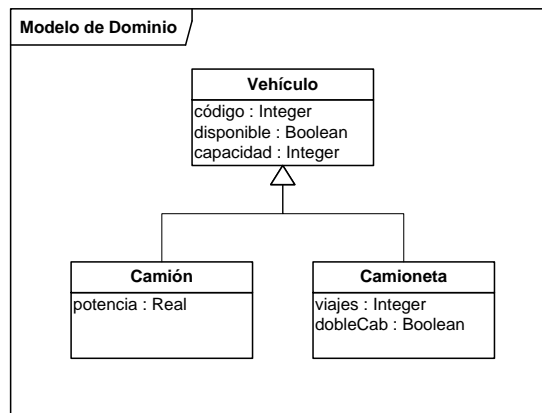 Modelo de Dominio
Vehículo
código : Integer
disponible : Boolean
capacidad : Integer
Camión
potencia : Real
Camioneta
viajes : Integer
dobleCab : Boolean